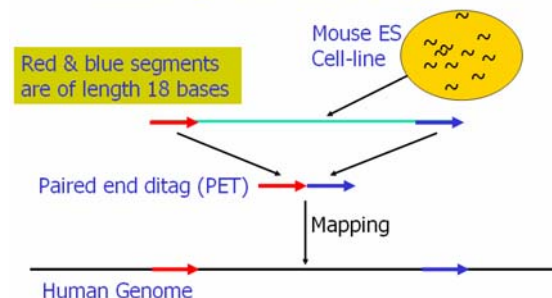 Mouse ES
Cell-line
Red & blue segments
are of length 18 bases
Paired end ditag (PET)
Mapping
Human Genome